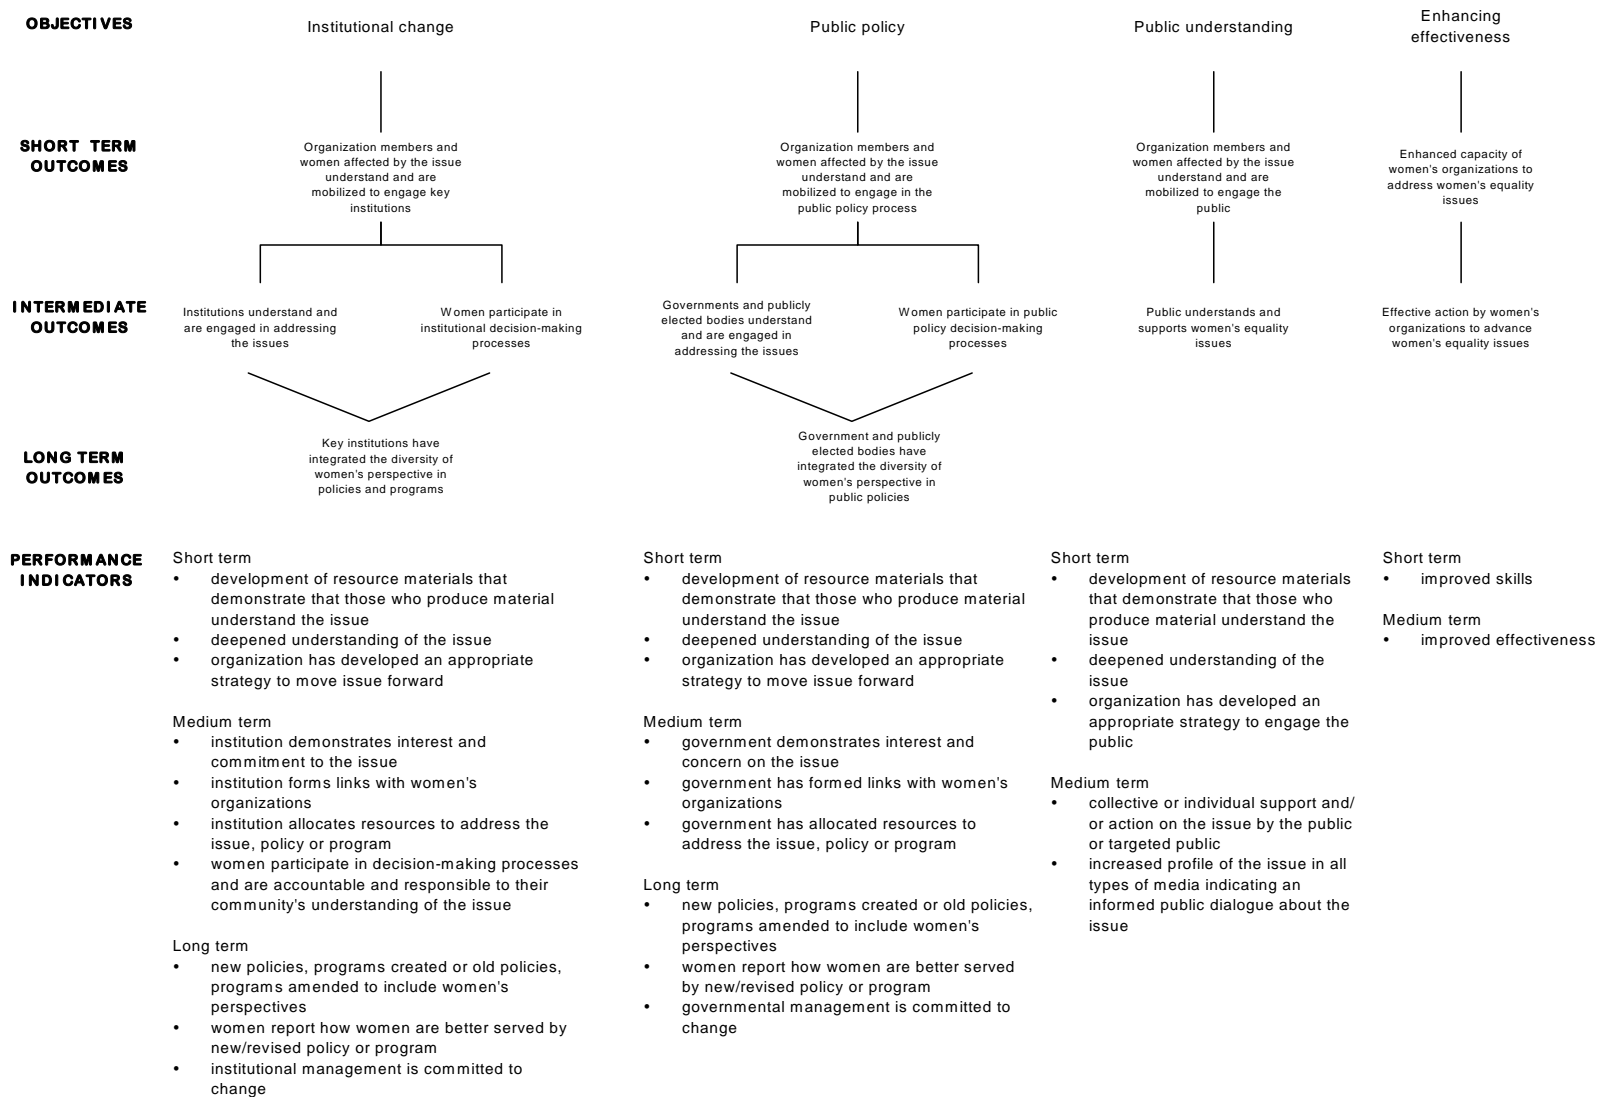 OBJECTIVES
Institutional change
Public policy
Public understanding
Enhancing
effectiveness
SHORT TERM
OUTCOMES
Organization members and
women affected by the issue
understand and are
mobilized to engage key
institutions
Organization members and
women affected by the issue
understand and are
mobilized to engage in the
public policy process
Organization members and
women affected by the issue
understand and are
mobilized to engage the
public
Enhanced capacity of
women's organizations to
address women's equality
issues
INTERMEDIATE
OUTCOMES
Institutions understand and
are engaged in addressing
the issues
Women participate in
institutional decision-making
processes
Governments and publicly
elected bodies understand
and are engaged in
addressing the issues
Women participate in public
policy decision-making
processes
Public understands and
supports women's equality
issues
Effective action by women's
organizations to advance
women's equality issues
LONG TERM
OUTCOMES
Key institutions have
integrated the diversity of
women's perspective in
policies and programs
Government and publicly
elected bodies have
integrated the diversity of
women's perspective in
public policies
PERFORMANCE
INDICATORS
Short term
• development of resource materials that
demonstrate that those who produce material
understand the issue
• deepened understanding of the issue
• organization has developed an appropriate
strategy to move issue forward
Medium term
• institution demonstrates interest and
commitment to the issue
• institution forms links with women's
organizations
• institution allocates resources to address the
issue, policy or program
• women participate in decision-making processes
and are accountable and responsible to their
community's understanding of the issue
Long term
• new policies, programs created or old policies,
programs amended to include women's
perspectives
• women report how women are better served by
new/revised policy or program
• institutional management is committed to
change
Short term
• development of resource materials that
demonstrate that those who produce material
understand the issue
• deepened understanding of the issue
• organization has developed an appropriate
strategy to move issue forward
Medium term
• government demonstrates interest and
concern on the issue
• government has formed links with women's
organizations
• government has allocated resources to
address the issue, policy or program
Long term
• new policies, programs created or old policies,
programs amended to include women's
perspectives
• women report how women are better served
by new/revised policy or program
• governmental management is committed to
change
Short term
• development of resource materials
that demonstrate that those who
produce material understand the
issue
• deepened understanding of the
issue
• organization has developed an
appropriate strategy to engage the
public
Medium term
• collective or individual support and/
or action on the issue by the public
or targeted public
• increased profile of the issue in all
types of media indicating an
informed public dialogue about the
issue
Short term
• improved skills
Medium term
• improved effectiveness